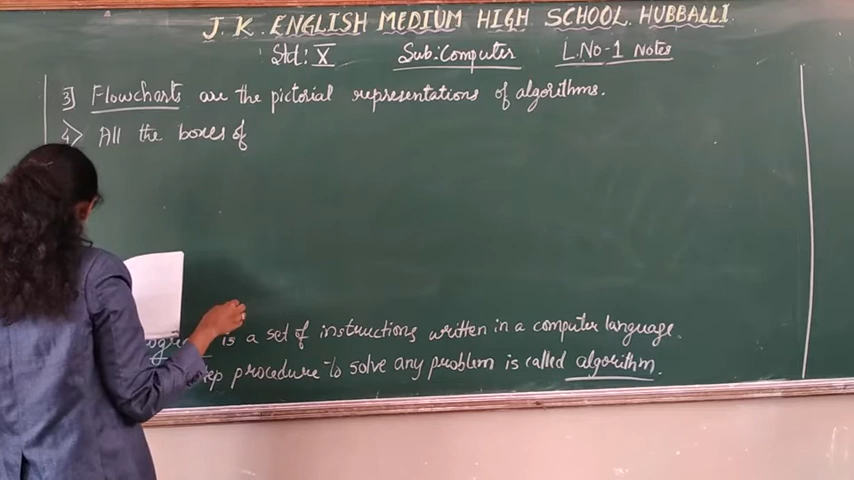 J.K. ENGLISH MEDIUM HIGH SCHOOL HUBBALLI
Std: X Sub: Computer L.No-1 Notes
3] Flowcharts are the pictorial representations of algorithms.
4> All the boxes of
is a set of instructions written in a computer language.
procedure to solve any problem is called algorithm.